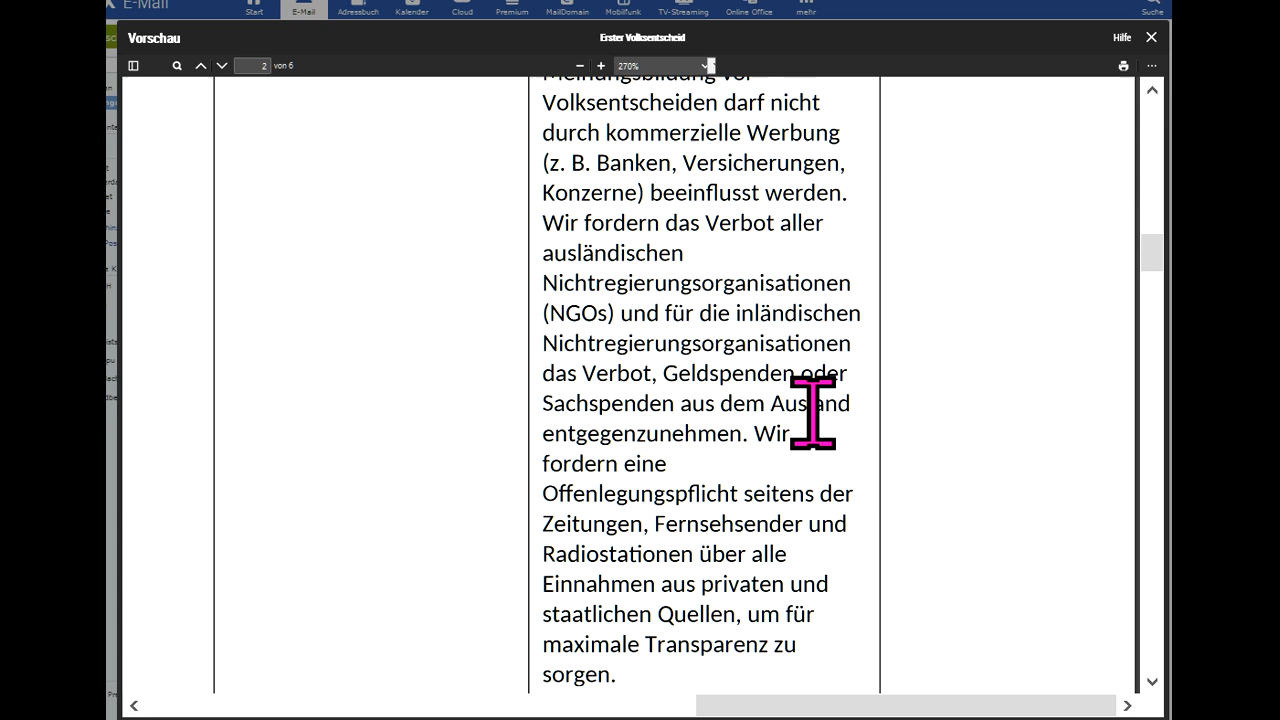 E-Mail
Start E-Mail Adressbuch Kalender Cloud Premium MailDomain Mobilfunk TV-Streaming Online Office mehr Suche
Vorschau Erster Volksentscheid Hilfe
2 von 6 270%
Meinungsbildung vor
Volksentscheiden darf nicht
durch kommerzielle Werbung
(z. B. Banken, Versicherungen,
Konzerne) beeinflusst werden.
Wir fordern das Verbot aller
ausländischen
Nichtregierungsorganisationen
(NGOs) und für die inländischen
Nichtregierungsorganisationen
das Verbot, Geldspenden oder
Sachspenden aus dem Ausland
entgegenzunehmen. Wir
fordern eine
Offenlegungspflicht seitens der
Zeitungen, Fernsehsender und
Radiostationen über alle
Einnahmen aus privaten und
staatlichen Quellen, um für
maximale Transparenz zu
sorgen.